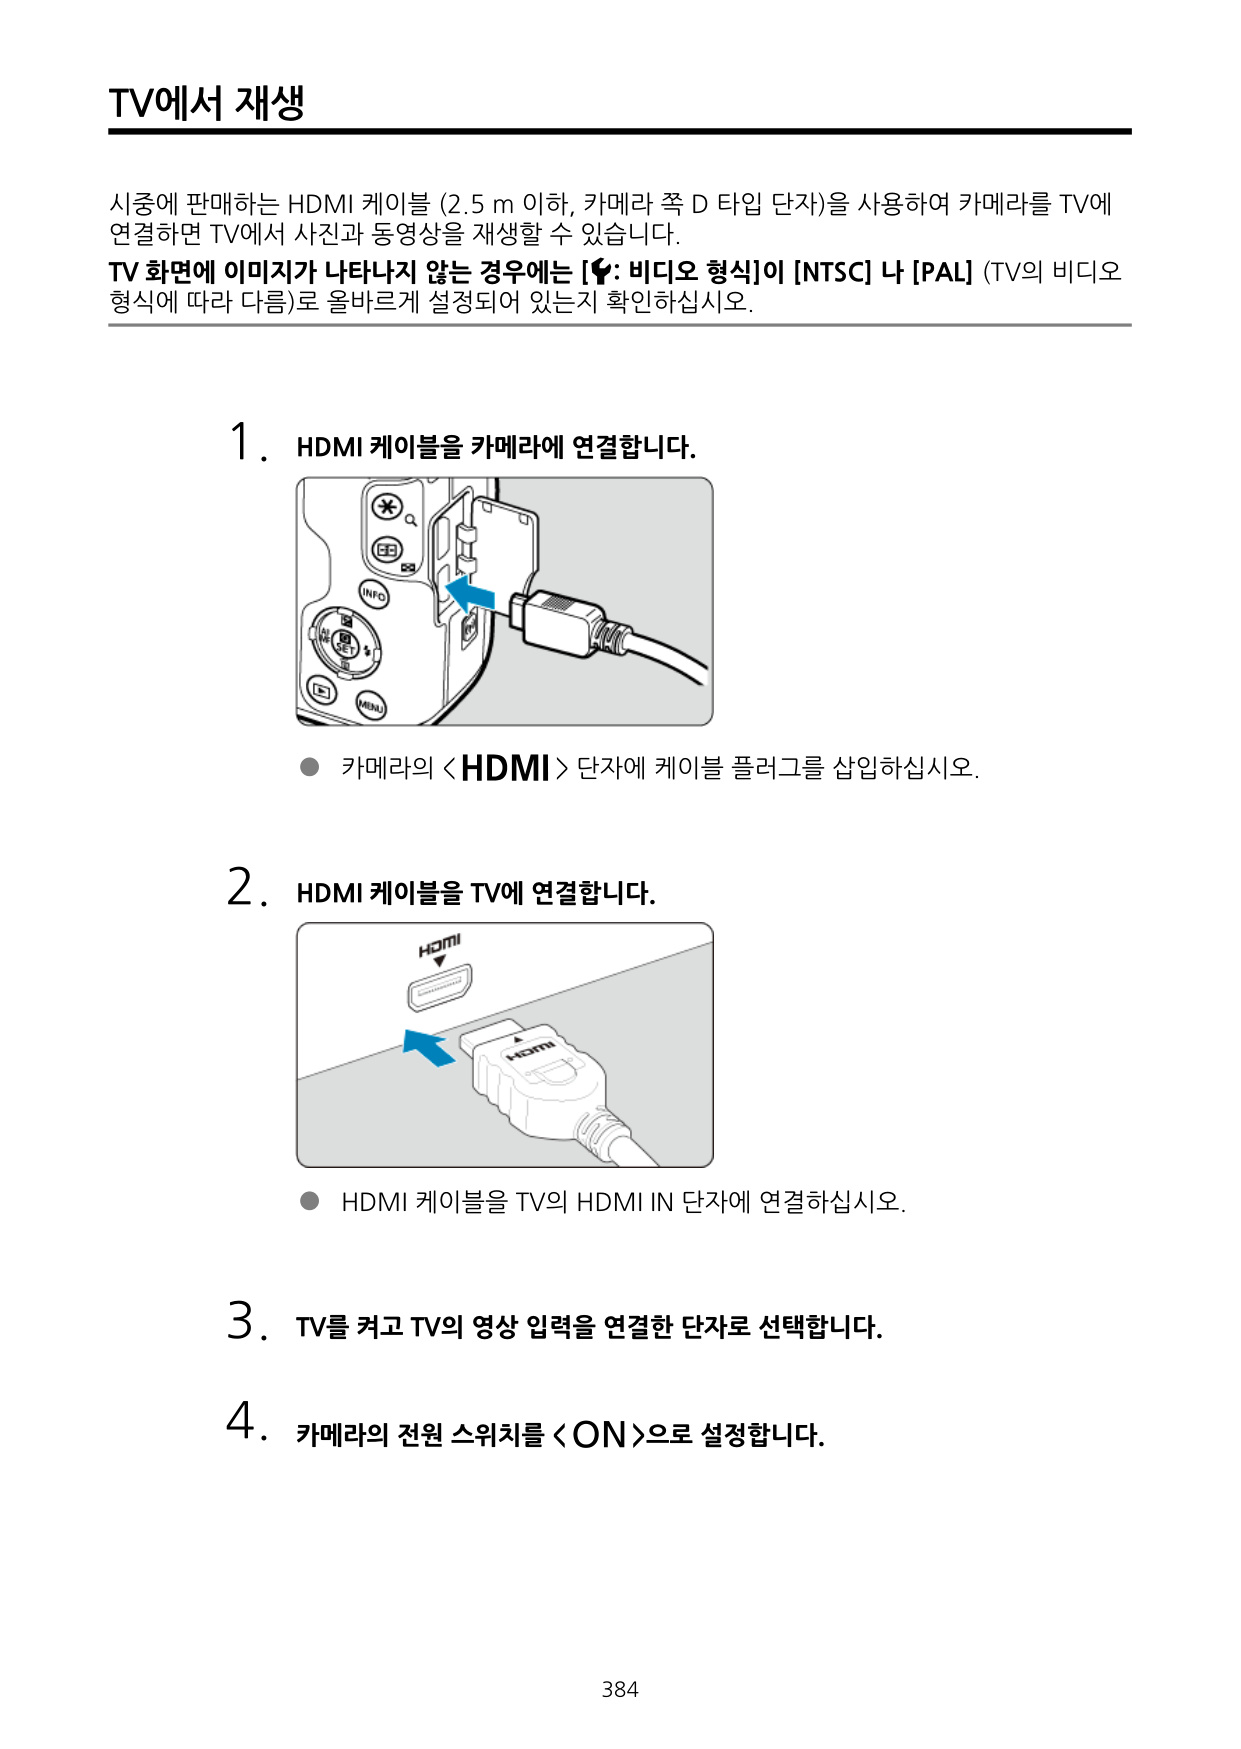 TV에서 재생
시중에 판매하는 HDMI 케이블 (2.5 m 이하, 카메라 쪽 D 타입 단자)을 사용하여 카메라를 TV에
연결하면 TV에서 사진과 동영상을 재생할 수 있습니다.
TV 화면에 이미지가 나타나지 않는 경우에는 [: 비디오 형식]이 [NTSC] 나 [PAL] (TV의 비디오
형식에 따라 다름)로 올바르게 설정되어 있는지 확인하십시오.
1. HDMI 케이블을 카메라에 연결합니다.
INFO
AF
MF
SET
MENU
● 카메라의 <HDMI> 단자에 케이블 플러그를 삽입하십시오.
2. HDMI 케이블을 TV에 연결합니다.
HDMI
HDMI
● HDMI 케이블을 TV의 HDMI IN 단자에 연결하십시오.
3. TV를 켜고 TV의 영상 입력을 연결한 단자로 선택합니다.
4. 카메라의 전원 스위치를 <ON>으로 설정합니다.
384